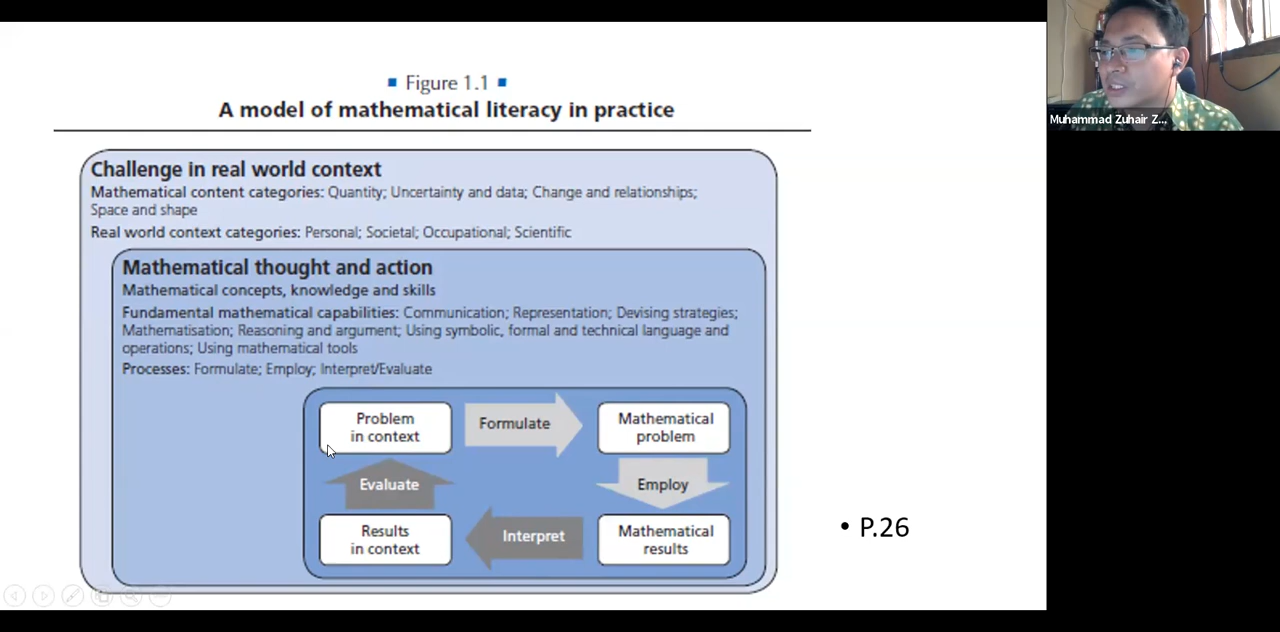 ■ Figure 1.1 ■
A model of mathematical literacy in practice
Challenge in real world context
Mathematical content categories: Quantity; Uncertainty and data; Change and relationships;
Space and shape
Real world context categories: Personal; Societal; Occupational; Scientific
Mathematical thought and action
Mathematical concepts, knowledge and skills
Fundamental mathematical capabilities: Communication; Representation; Devising strategies;
Mathematisation; Reasoning and argument; Using symbolic, formal and technical language and
operations; Using mathematical tools
Processes: Formulate; Employ; Interpret/Evaluate
Problem
in context
Formulate
Mathematical
problem
Evaluate
Employ
Results
in context
Interpret
Mathematical
results
• P.26
Muhammad Zuhair Z...